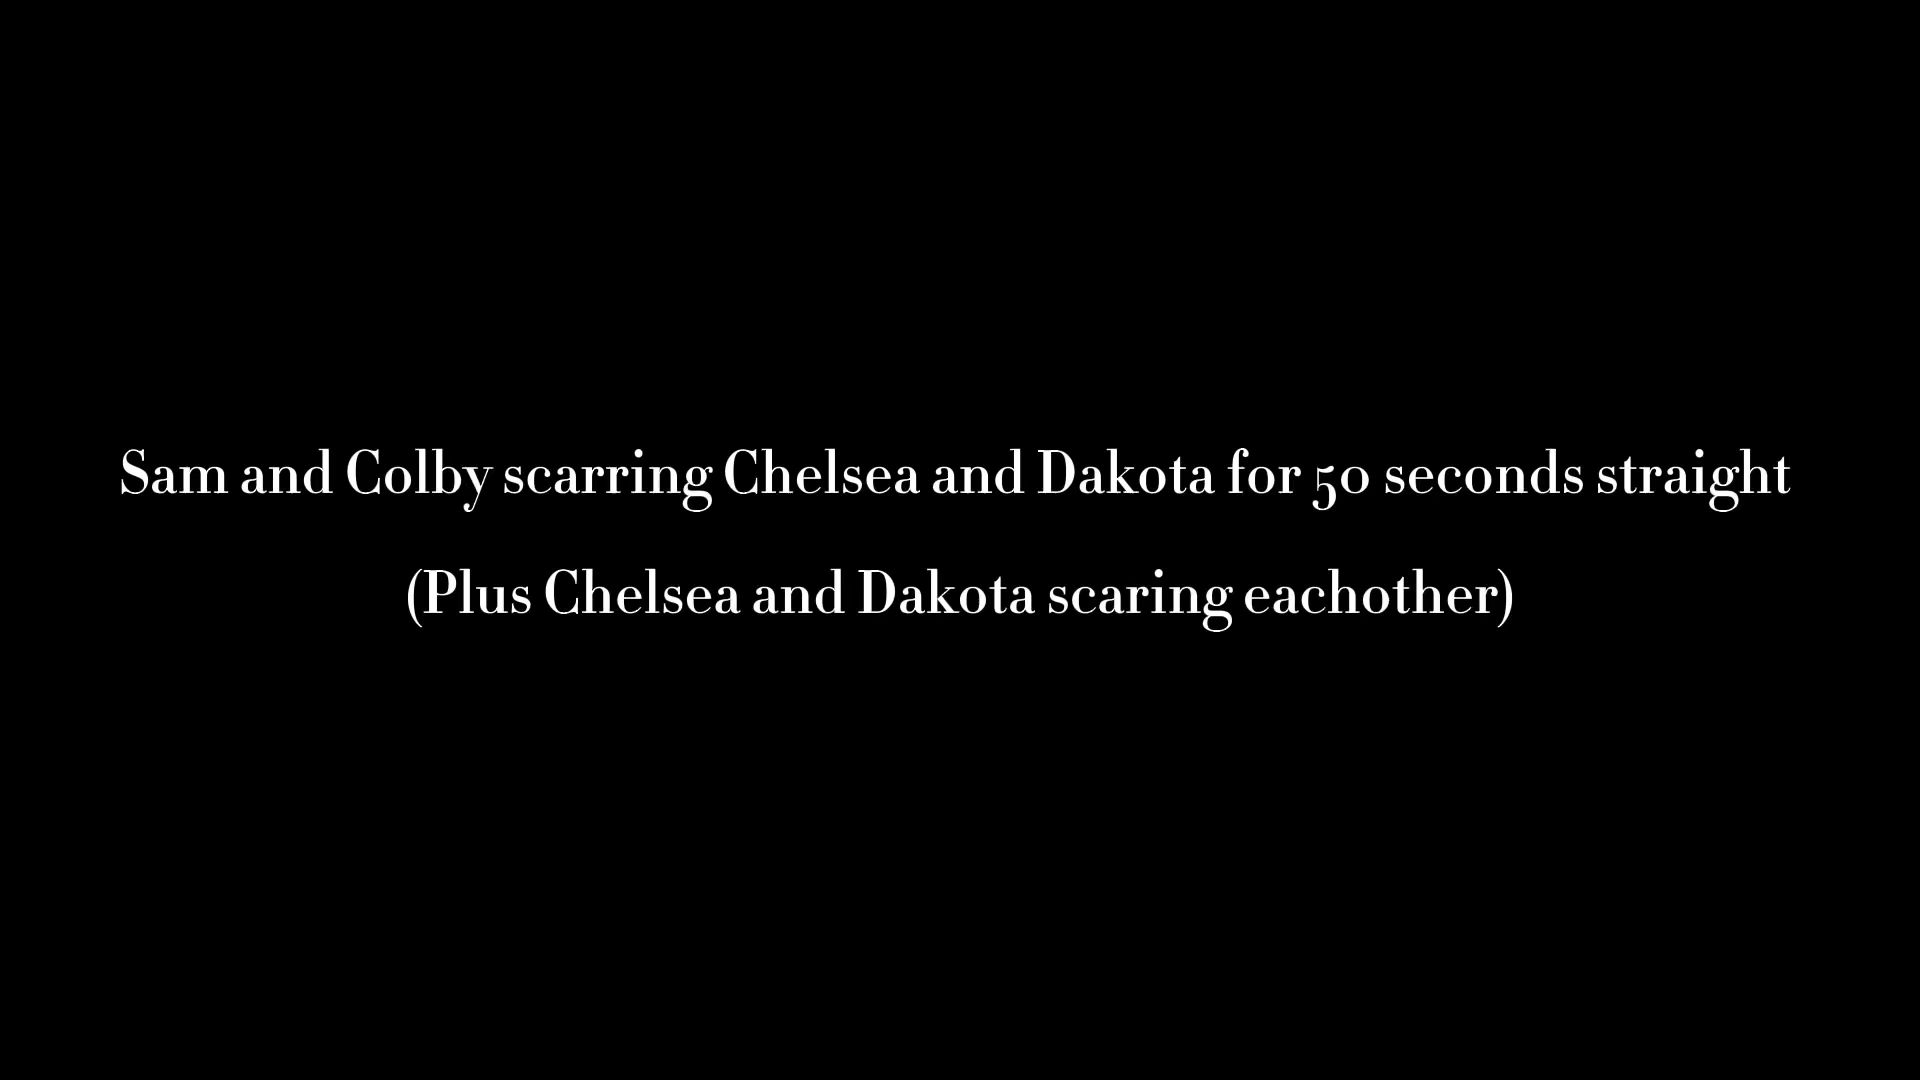 Sam and Colby scarring Chelsea and Dakota for 50 seconds straight
(Plus Chelsea and Dakota scaring eachother)